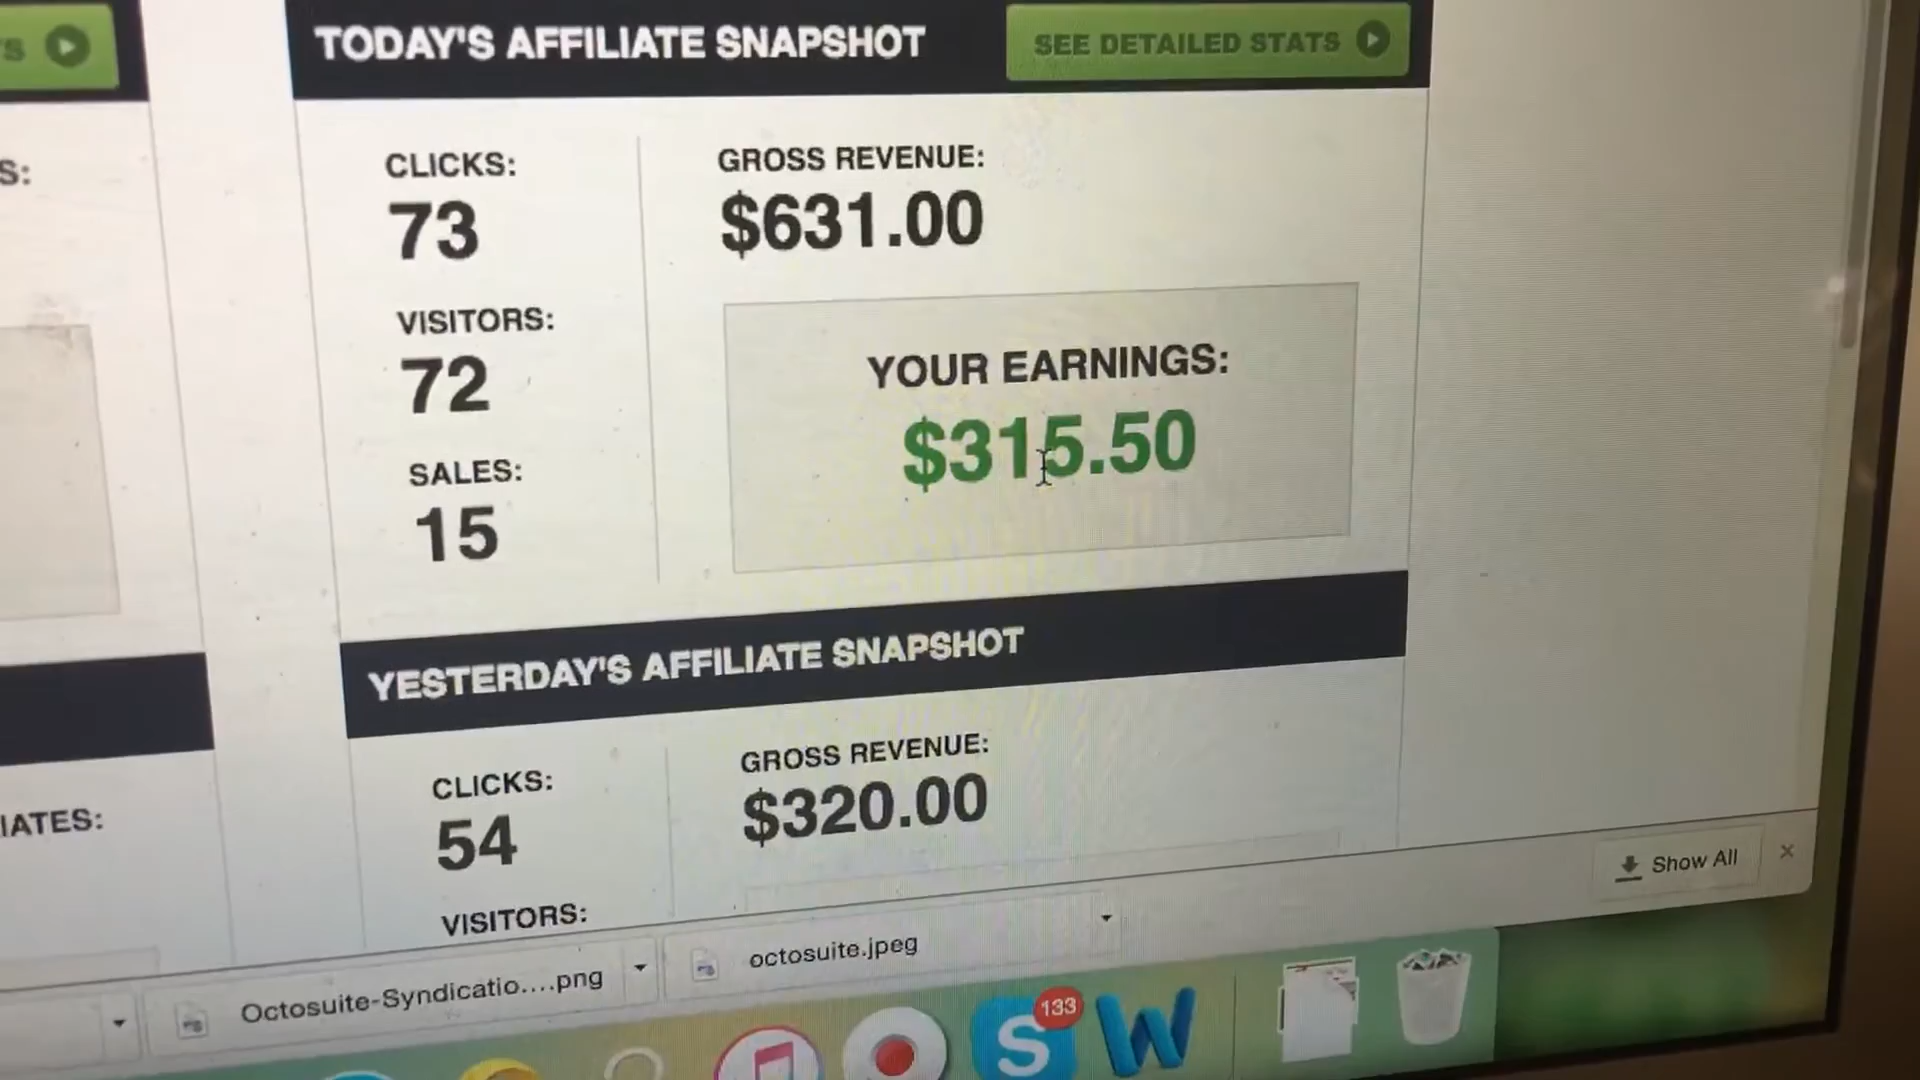 S
TODAY'S AFFILIATE SNAPSHOT
SEE DETAILED STATS
S:
CLICKS:
73
GROSS REVENUE:
$631.00
VISITORS:
72
YOUR EARNINGS:
$315.50
SALES:
15
YESTERDAY'S AFFILIATE SNAPSHOT
IATES:
CLICKS:
54
GROSS REVENUE:
$320.00
VISITORS:
Show All
Octosuite-Syndicatio....png
octosuite.jpeg
133
S
W